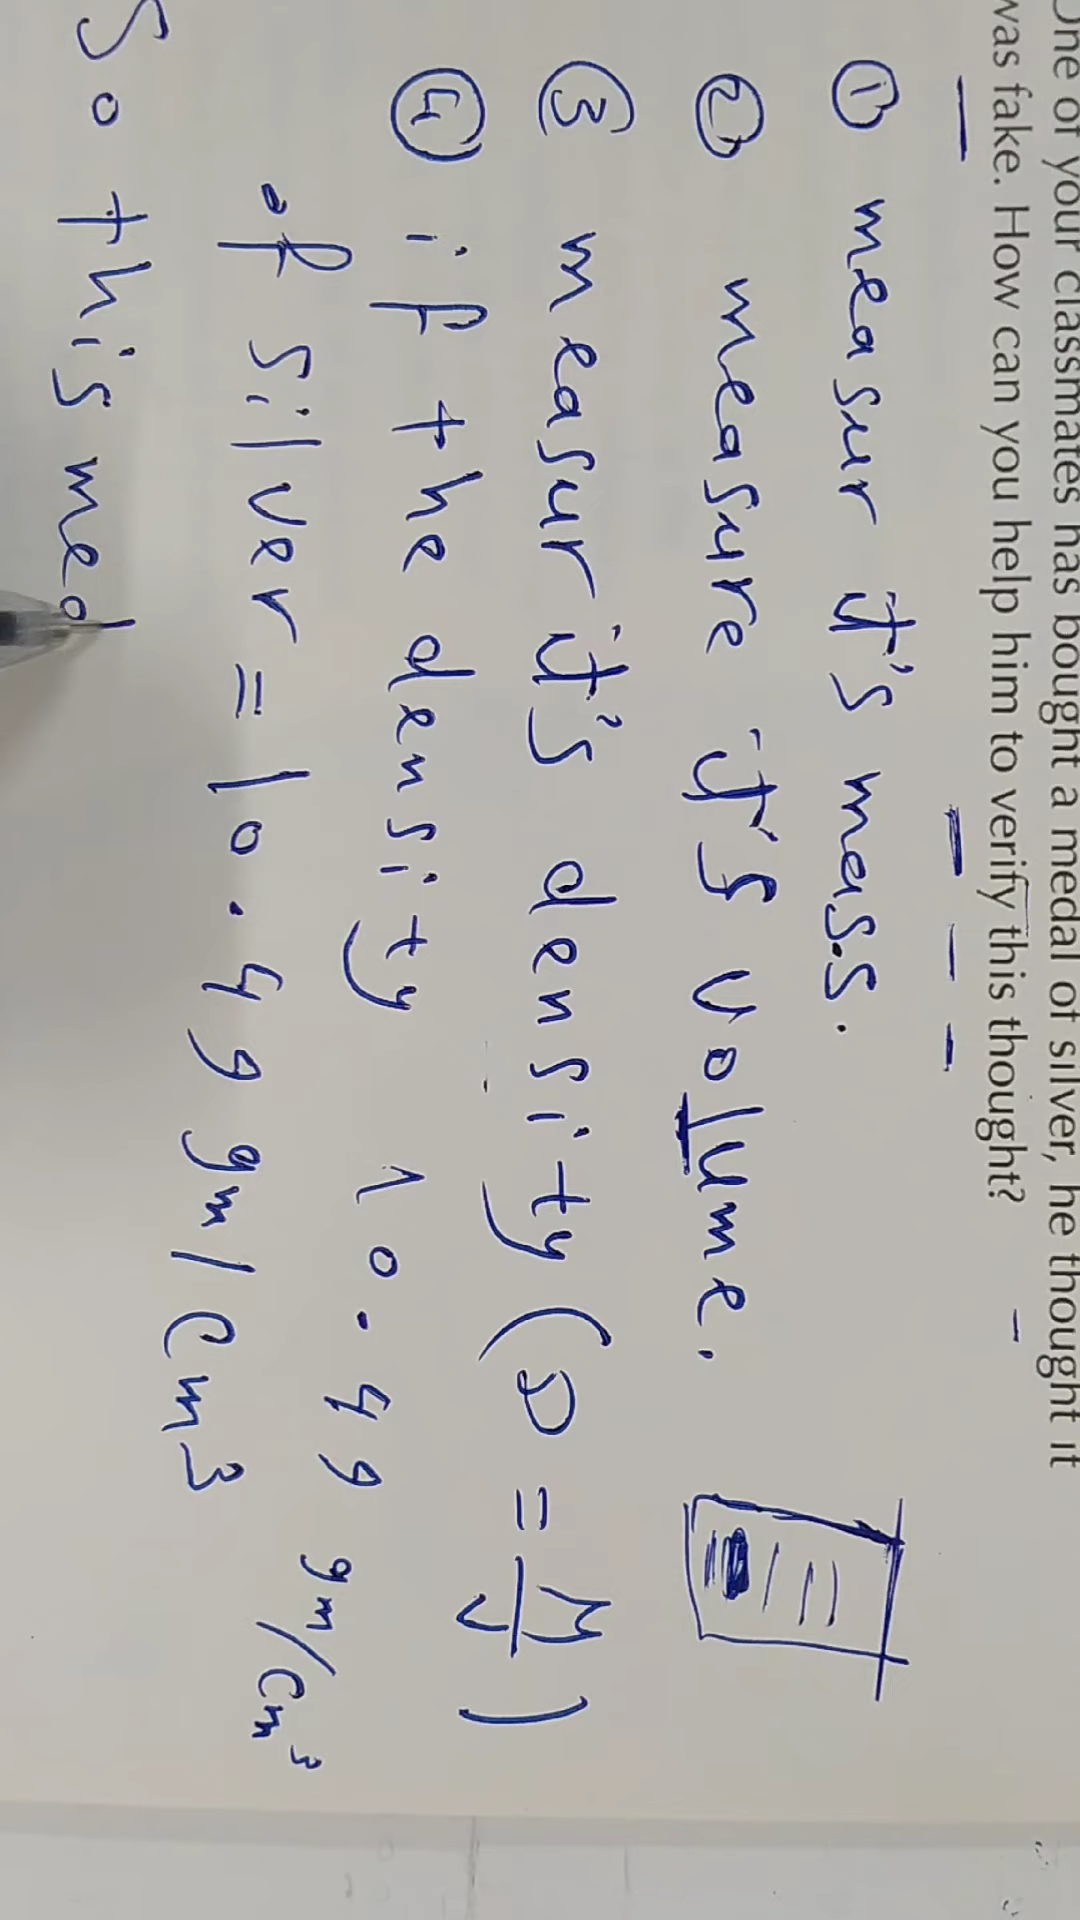 One of your classmates has bought a medal of silver, he thought it
was fake. How can you help him to verify this thought?
① measur it's mass.
② measure it's volume.
③ measur it's density (D = M/V)
④ if the density 10.49 gm/cm³
of silver = 10.49 gm/cm³
So this med